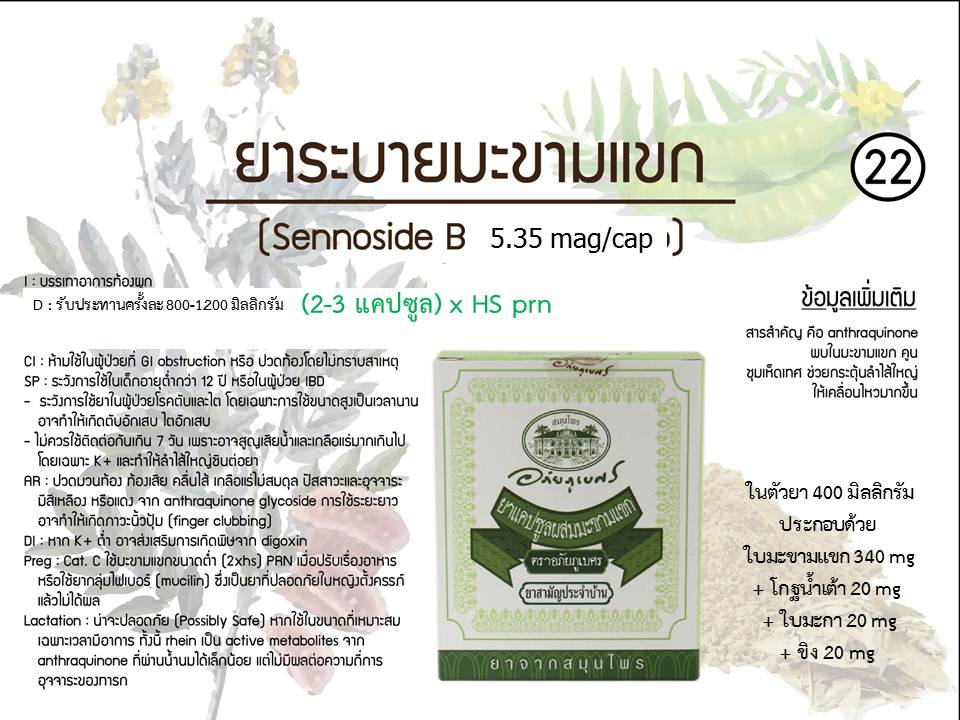 ยาระบายมะขามแขก
22
(Sennoside B 5.35 mag/cap )
I : บรรเทาอาการท้องผูก
D : รับประทานครั้งละ 800-1200 มิลลิกรัม (2-3 แคปซูล) x HS prn
CI : ห้ามใช้ในผู้ป่วยที่ GI obstruction หรือ ปวดท้องโดยไม่ทราบสาเหตุ
SP : ระวังการใช้ในเด็กอายุต่ำกว่า 12 ปี หรือในผู้ป่วย IBD
- ระวังการใช้ยาในผู้ป่วยโรคตับและไต โดยเฉพาะการใช้ขนาดสูงเป็นเวลานาน
อาจทำให้เกิดตับอักเสบ ไตอักเสบ
- ไม่ควรใช้ติดต่อกันเกิน 7 วัน เพราะอาจสูญเสียน้ำและเกลือแร่มากเกินไป
โดยเฉพาะ K+ และทำให้ลำไส้ใหญ่ชินต่อยา
AR : ปวดมวนท้อง ท้องเสีย คลื่นไส้ เกลือแร่ไม่สมดุล ปัสสาวะและอุจจาระ
มีสีเหลือง หรือแดง จาก anthraquinone glycoside การใช้ระยะยาว
อาจทำให้เกิดภาวะนิ้วปุ้ม (finger clubbing)
DI : หาก K+ ต่ำ อาจส่งเสริมการเกิดพิษจาก digoxin
Preg : Cat. C ใช้มะขามแขกขนาดต่ำ (2xhs) PRN เมื่อปรับเรื่องอาหาร
หรือใช้ยากลุ่มไฟเบอร์ (mucilin) ซึ่งเป็นยาที่ปลอดภัยในหญิงตั้งครรภ์
แล้วไม่ได้ผล
Lactation : น่าจะปลอดภัย (Possibly Safe) หากใช้ในขนาดที่เหมาะสม
เฉพาะเวลามีอาการ ทั้งนี้ rhein เป็น active metabolites จาก
anthraquinone ที่ผ่านน้ำนมได้เล็กน้อย แต่ไม่มีผลต่อความถี่การ
อุจจาระของทารก
สมุนไพร
อภัยภูเบศร
ยาแคปซูลผสมมะขามแขก
ตราอภัยภูเบศร
ยาสามัญประจำบ้าน
ยาจากสมุนไพร
ข้อมูลเพิ่มเติม
สารสำคัญ คือ anthraquinone
พบในมะขามแขก คูน
ชุมเห็ดเทศ ช่วยกระตุ้นลำไส้ใหญ่
ให้เคลื่อนไหวมากขึ้น
ในตัวยา 400 มิลลิกรัม
ประกอบด้วย
ใบมะขามแขก 340 mg
+ โกฐน้ำเต้า 20 mg
+ ใบมะกา 20 mg
+ ขิง 20 mg